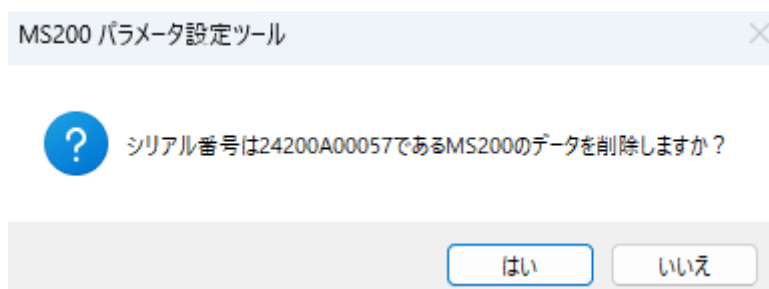 MS200 パラメータ設定ツール
シリアル番号は24200A00057であるMS200のデータを削除しますか？
はい
いいえ